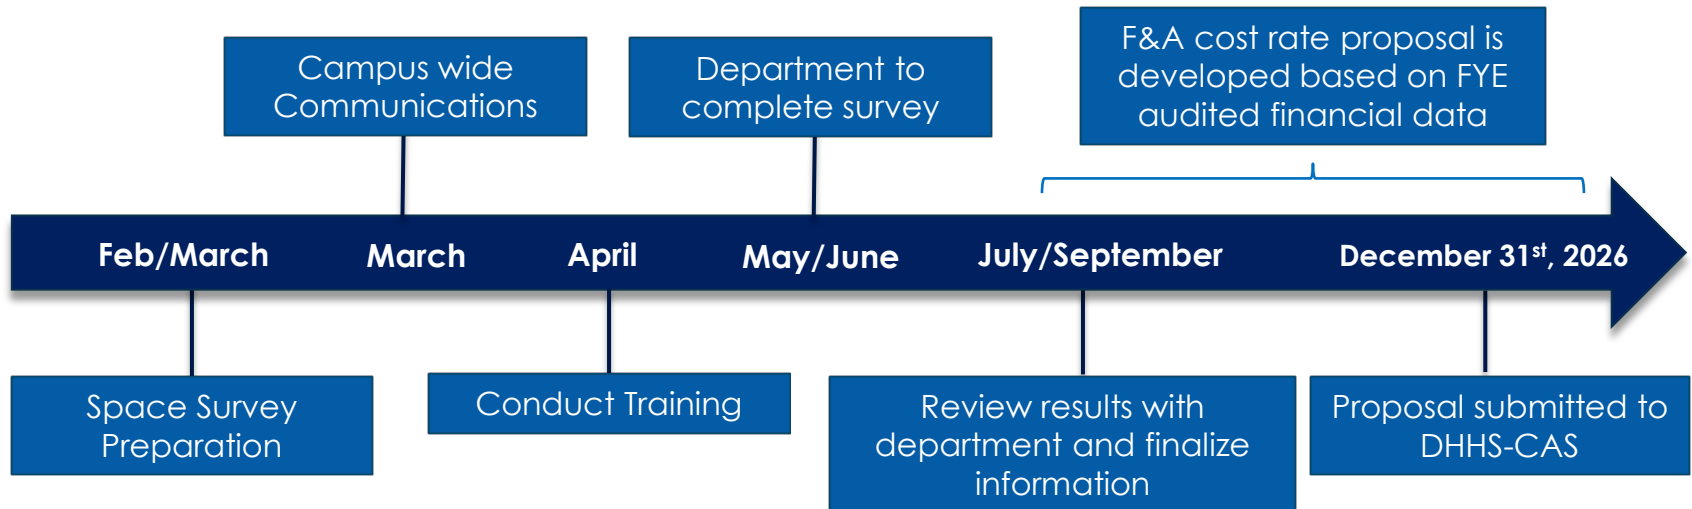 Campus wide
Communications
Department to
complete survey
F&A cost rate proposal is
developed based on FYE
audited financial data
Feb/March
March
April
May/June
July/September
December 31st, 2026
Space Survey
Preparation
Conduct Training
Review results with
department and finalize
information
Proposal submitted to
DHHS-CAS